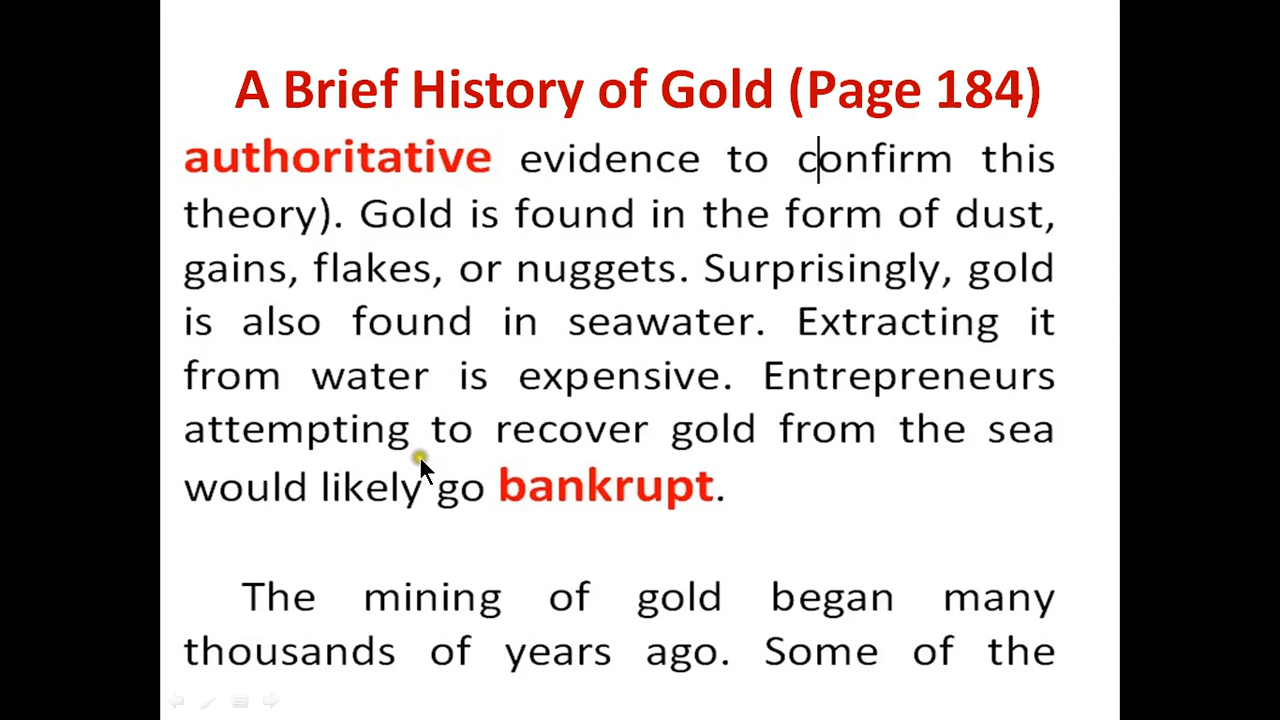 A Brief History of Gold (Page 184)
authoritative evidence to confirm this
theory). Gold is found in the form of dust,
gains, flakes, or nuggets. Surprisingly, gold
is also found in seawater. Extracting it
from water is expensive. Entrepreneurs
attempting to recover gold from the sea
would likely go bankrupt.
The mining of gold began many
thousands of years ago. Some of the